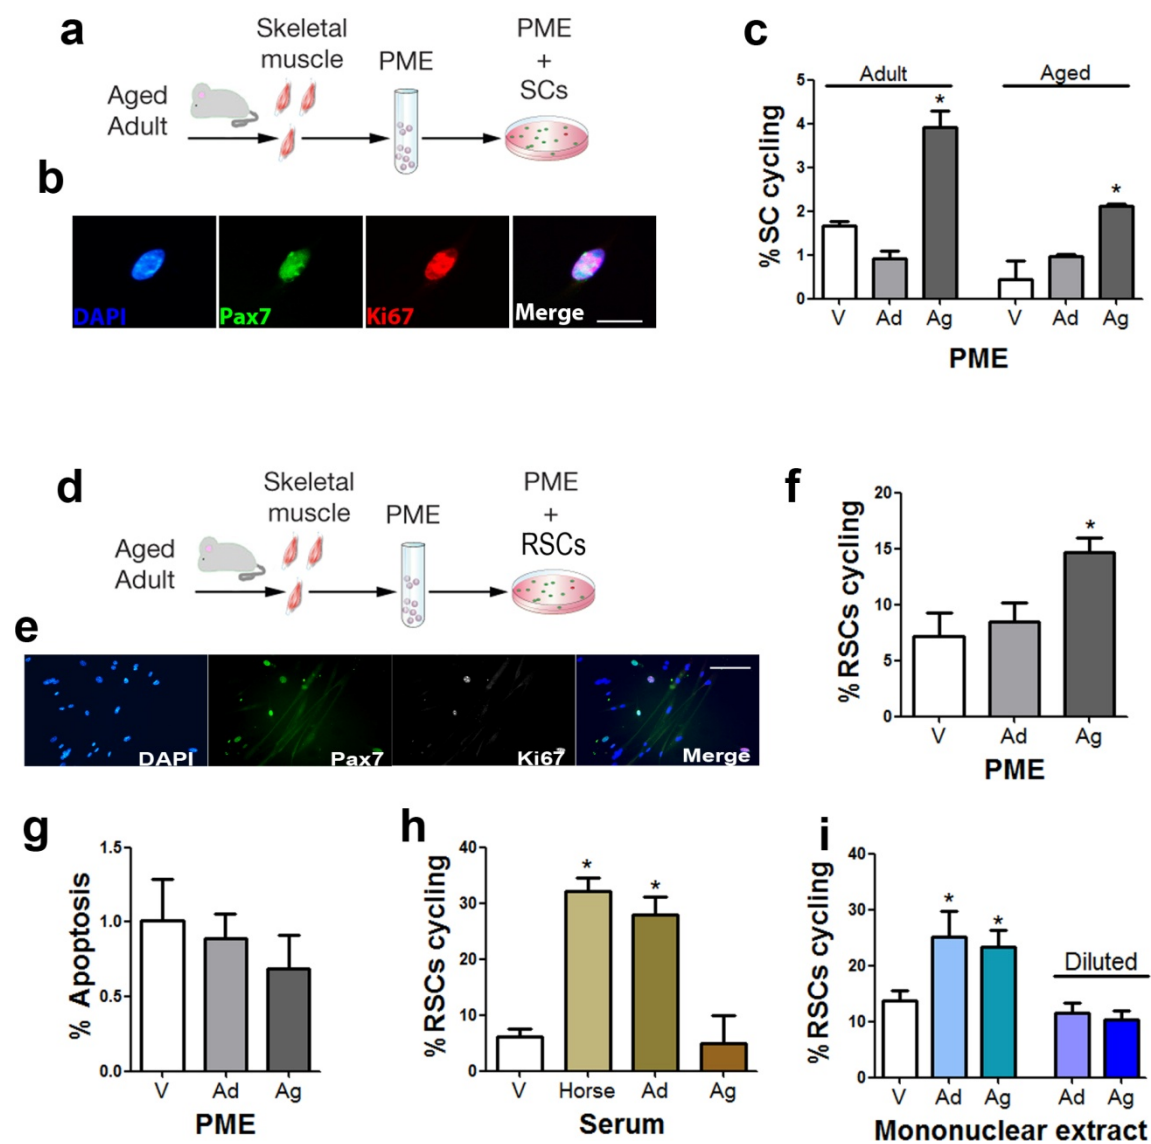 a
Aged
Adult
Skeletal
muscle
PME
PME
+
SCs
b
DAPI
Pax7
Ki67
Merge
c
Adult
Aged
% SC cycling
5
4
3
2
1
0
*
*
V Ad Ag V Ad Ag
PME
d
Aged
Adult
Skeletal
muscle
PME
PME
+
RSCs
e
DAPI
Pax7
Ki67
Merge
f
% RSCs cycling
20
15
10
5
0
*
V Ad Ag
PME
g
% Apoptosis
1.5
1.0
0.5
0.0
V Ad Ag
PME
h
% RSCs cycling
40
30
20
10
0
*
*
V Horse Ad Ag
Serum
i
% RSCs cycling
40
30
20
10
0
*
*
Diluted
V Ad Ag Ad Ag
Mononuclear extract